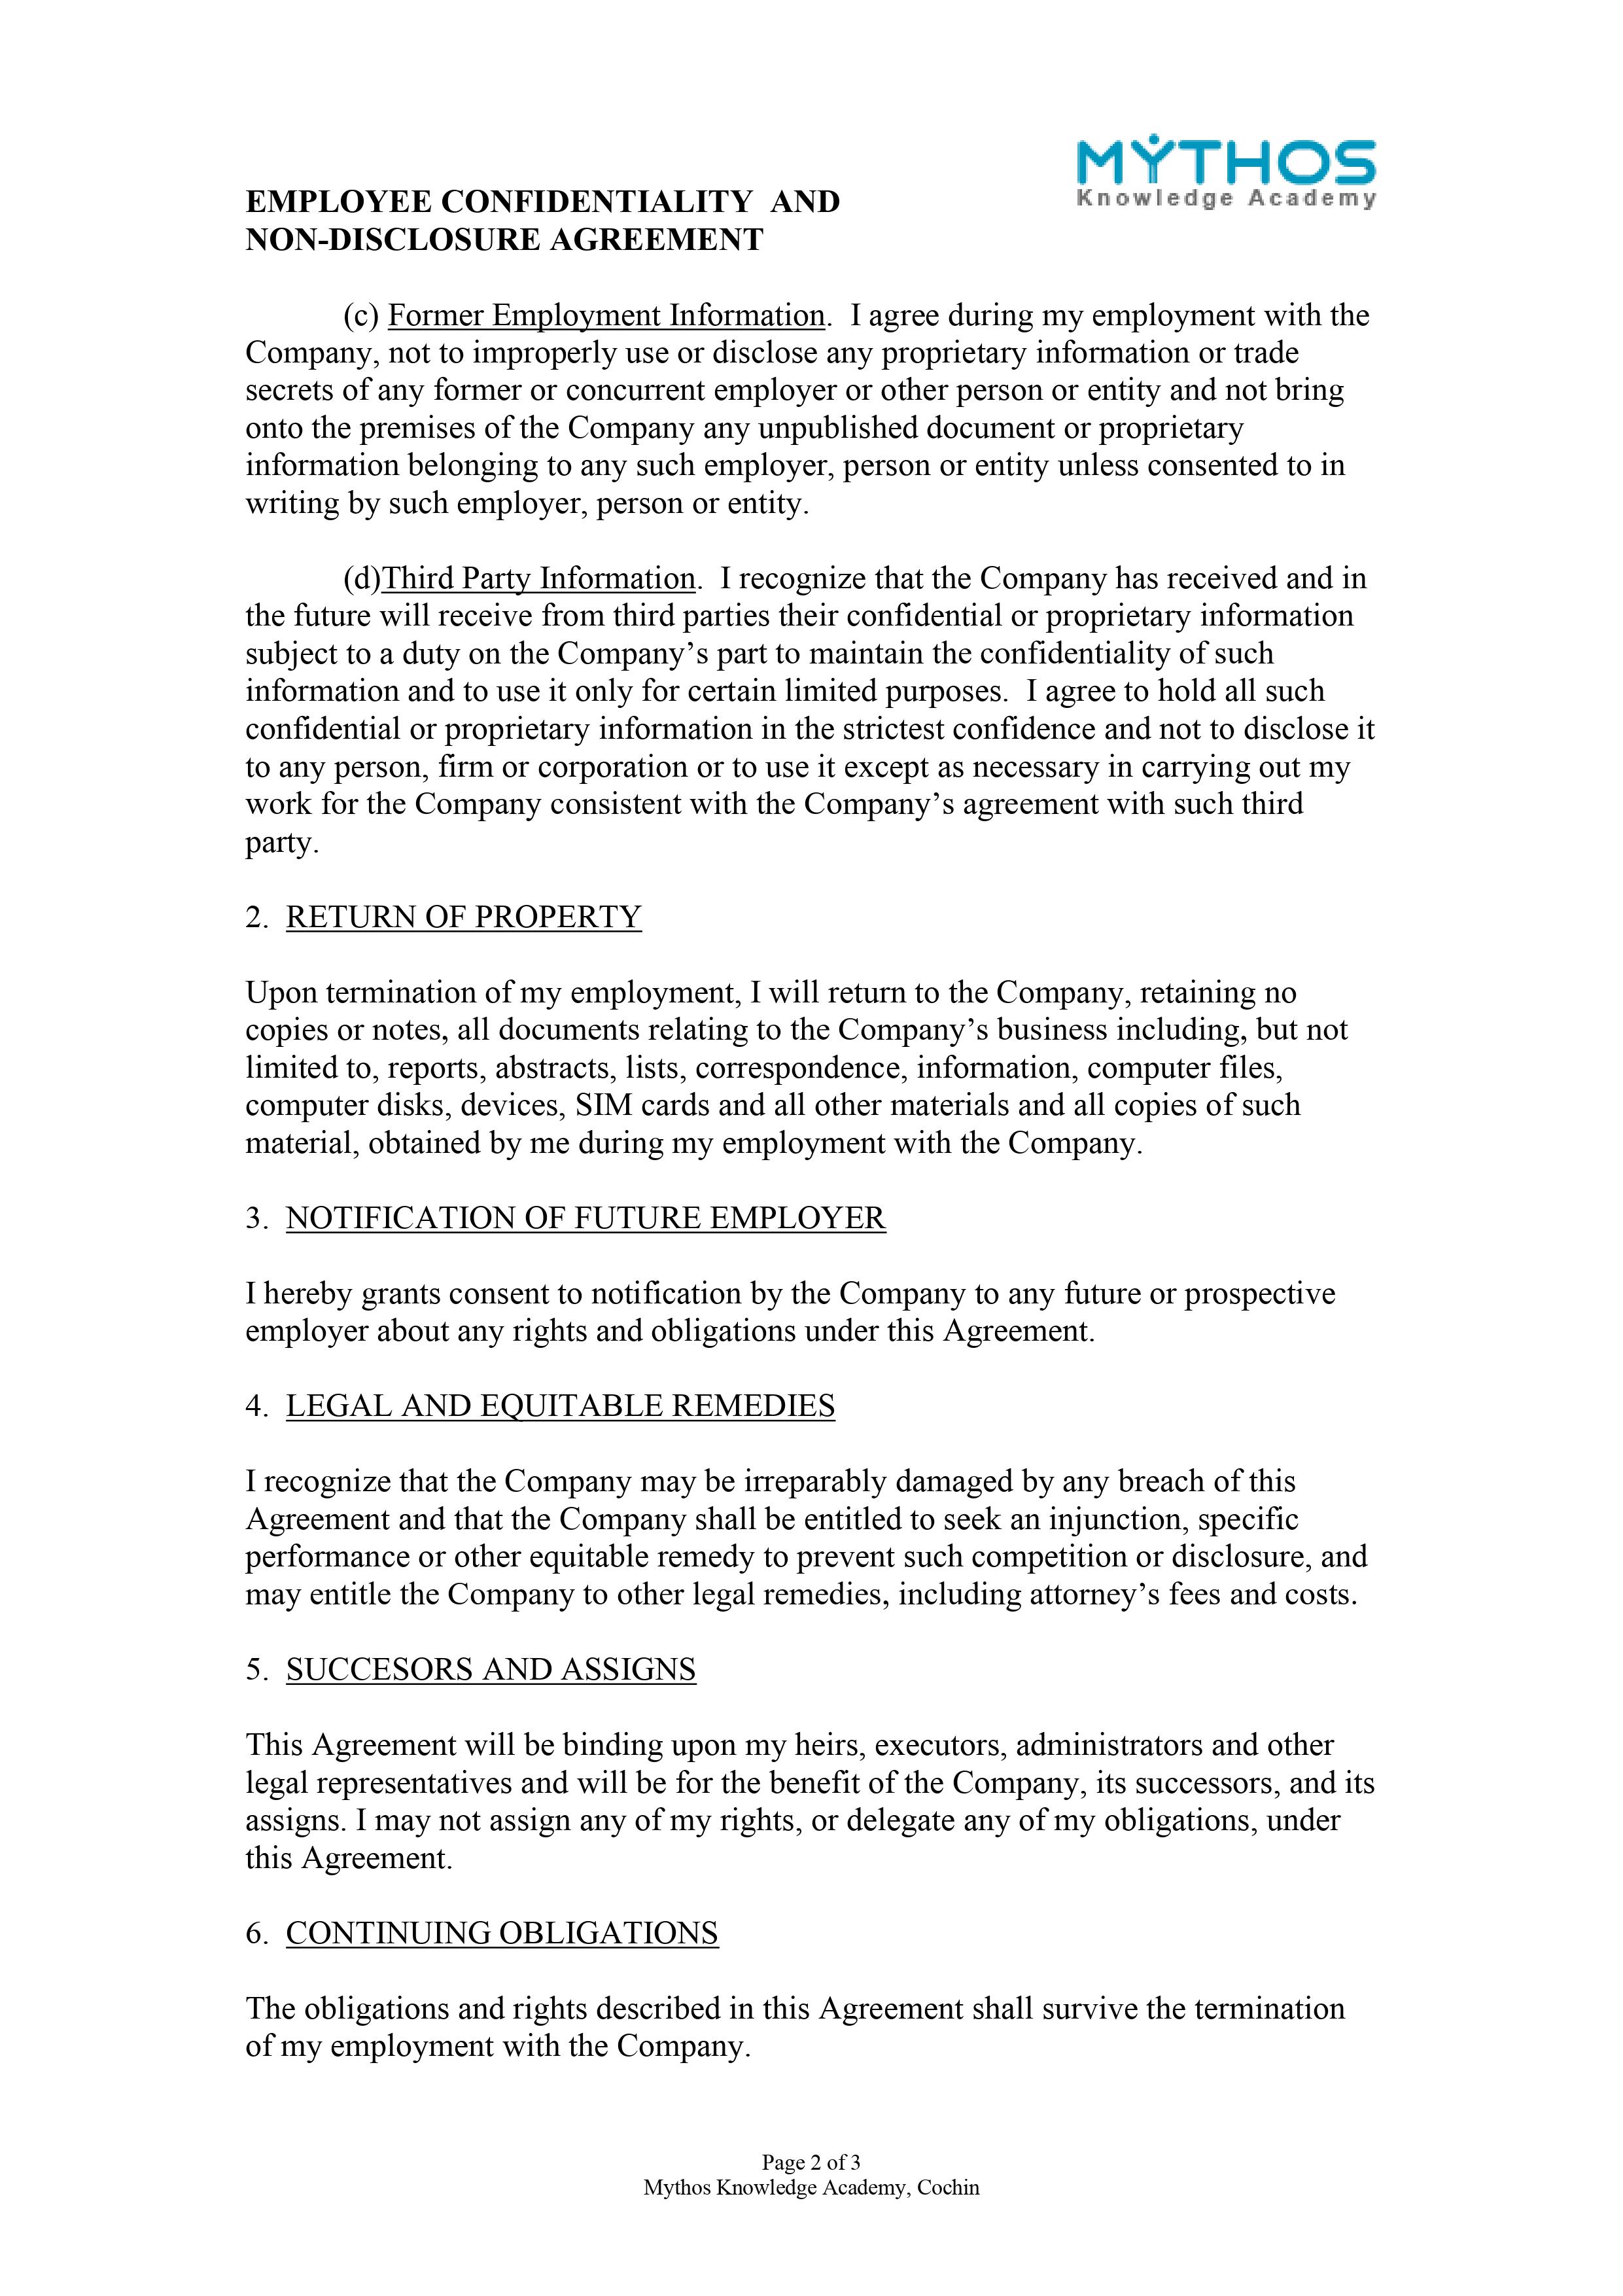 MYTHOS
Knowledge Academy
EMPLOYEE CONFIDENTIALITY  AND
NON-DISCLOSURE AGREEMENT
(c) Former Employment Information.  I agree during my employment with the
Company, not to improperly use or disclose any proprietary information or trade
secrets of any former or concurrent employer or other person or entity and not bring
onto the premises of the Company any unpublished document or proprietary
information belonging to any such employer, person or entity unless consented to in
writing by such employer, person or entity.
(d)Third Party Information.  I recognize that the Company has received and in
the future will receive from third parties their confidential or proprietary information
subject to a duty on the Company’s part to maintain the confidentiality of such
information and to use it only for certain limited purposes.  I agree to hold all such
confidential or proprietary information in the strictest confidence and not to disclose it
to any person, firm or corporation or to use it except as necessary in carrying out my
work for the Company consistent with the Company’s agreement with such third
party.
2.  RETURN OF PROPERTY
Upon termination of my employment, I will return to the Company, retaining no
copies or notes, all documents relating to the Company’s business including, but not
limited to, reports, abstracts, lists, correspondence, information, computer files,
computer disks, devices, SIM cards and all other materials and all copies of such
material, obtained by me during my employment with the Company.
3.  NOTIFICATION OF FUTURE EMPLOYER
I hereby grants consent to notification by the Company to any future or prospective
employer about any rights and obligations under this Agreement.
4.  LEGAL AND EQUITABLE REMEDIES
I recognize that the Company may be irreparably damaged by any breach of this
Agreement and that the Company shall be entitled to seek an injunction, specific
performance or other equitable remedy to prevent such competition or disclosure, and
may entitle the Company to other legal remedies, including attorney’s fees and costs.
5.  SUCCESORS AND ASSIGNS
This Agreement will be binding upon my heirs, executors, administrators and other
legal representatives and will be for the benefit of the Company, its successors, and its
assigns. I may not assign any of my rights, or delegate any of my obligations, under
this Agreement.
6.  CONTINUING OBLIGATIONS
The obligations and rights described in this Agreement shall survive the termination
of my employment with the Company.
Page 2 of 3
Mythos Knowledge Academy, Cochin